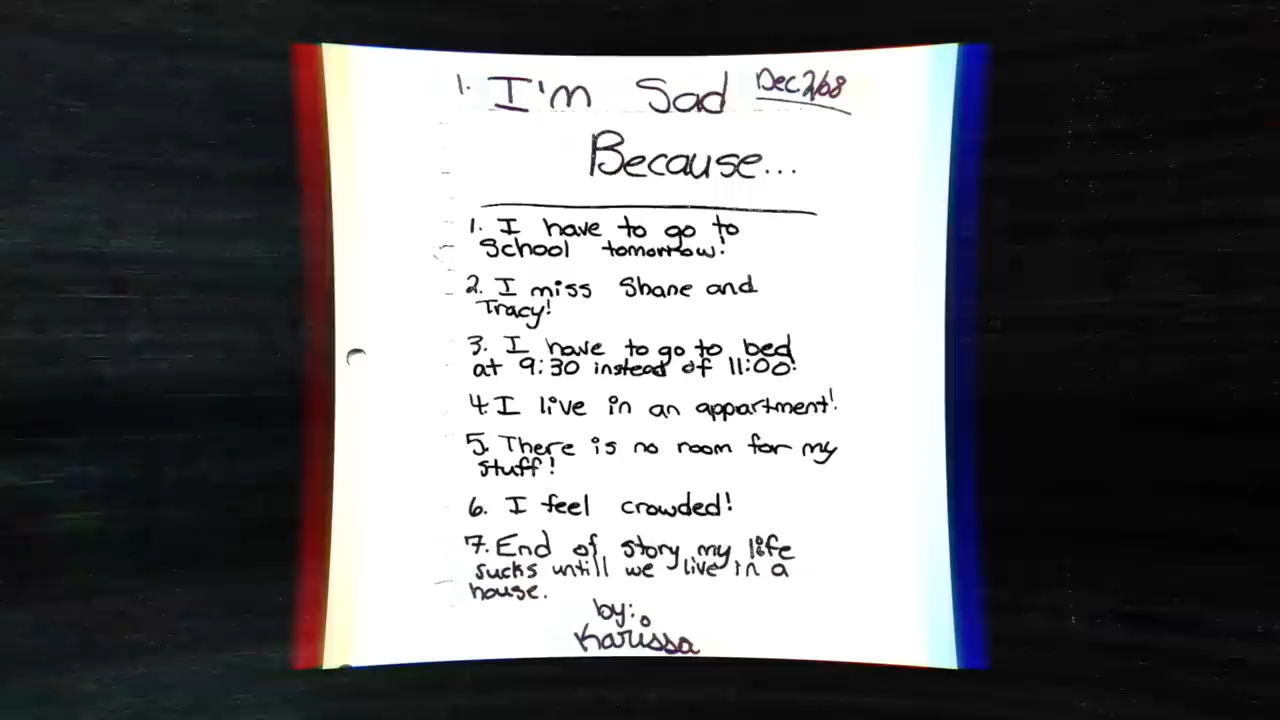 1. I'm Sad Dec 2/08
Because...
1. I have to go to
School tomorrow!
2. I miss Shane and
Tracy!
3. I have to go to bed
at 9:30 instead of 11:00!
4. I live in an appartment!
5. There is no room for my
stuff!
6. I feel crowded!
7. End of story my life
sucks untill we live in a
house.
by:
Karissa